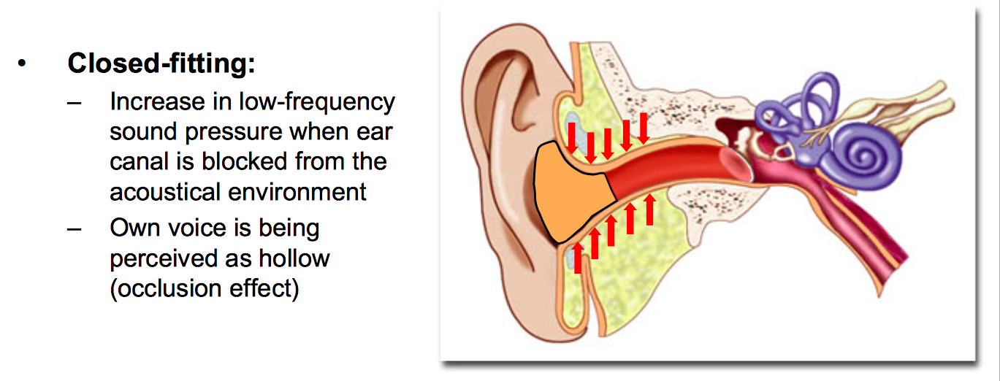 • Closed-fitting:
– Increase in low-frequency
sound pressure when ear
canal is blocked from the
acoustical environment
– Own voice is being
perceived as hollow
(occlusion effect)